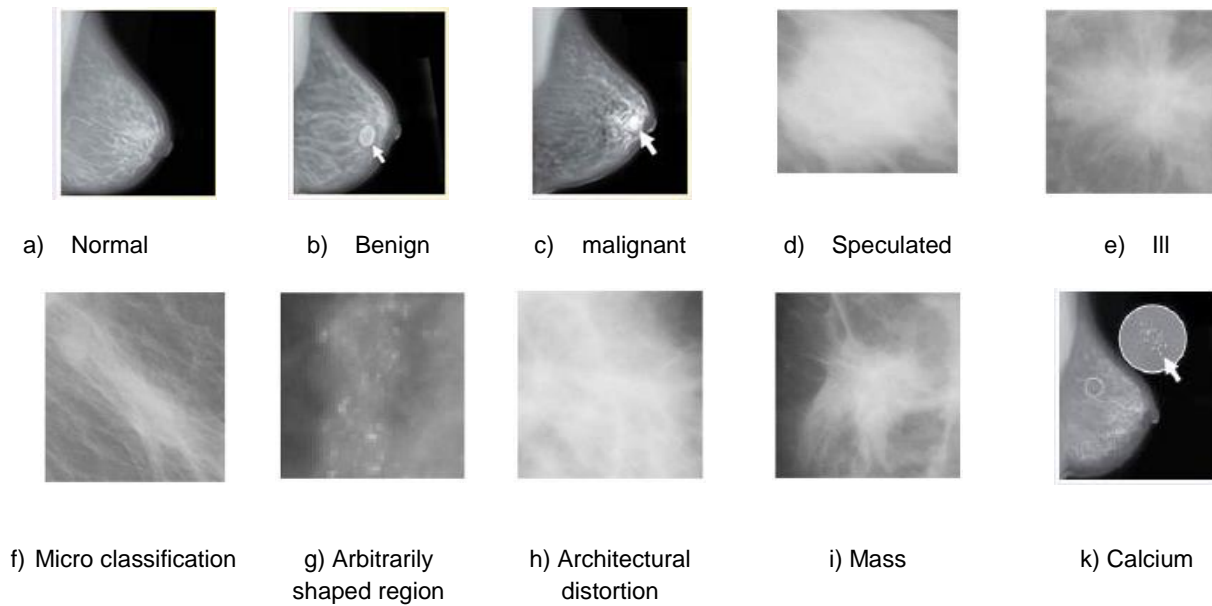 a) Normal
b) Benign
c) malignant
d) Speculated
e) Ill
f) Micro classification
g) Arbitrarily
shaped region
h) Architectural
distortion
i) Mass
k) Calcium